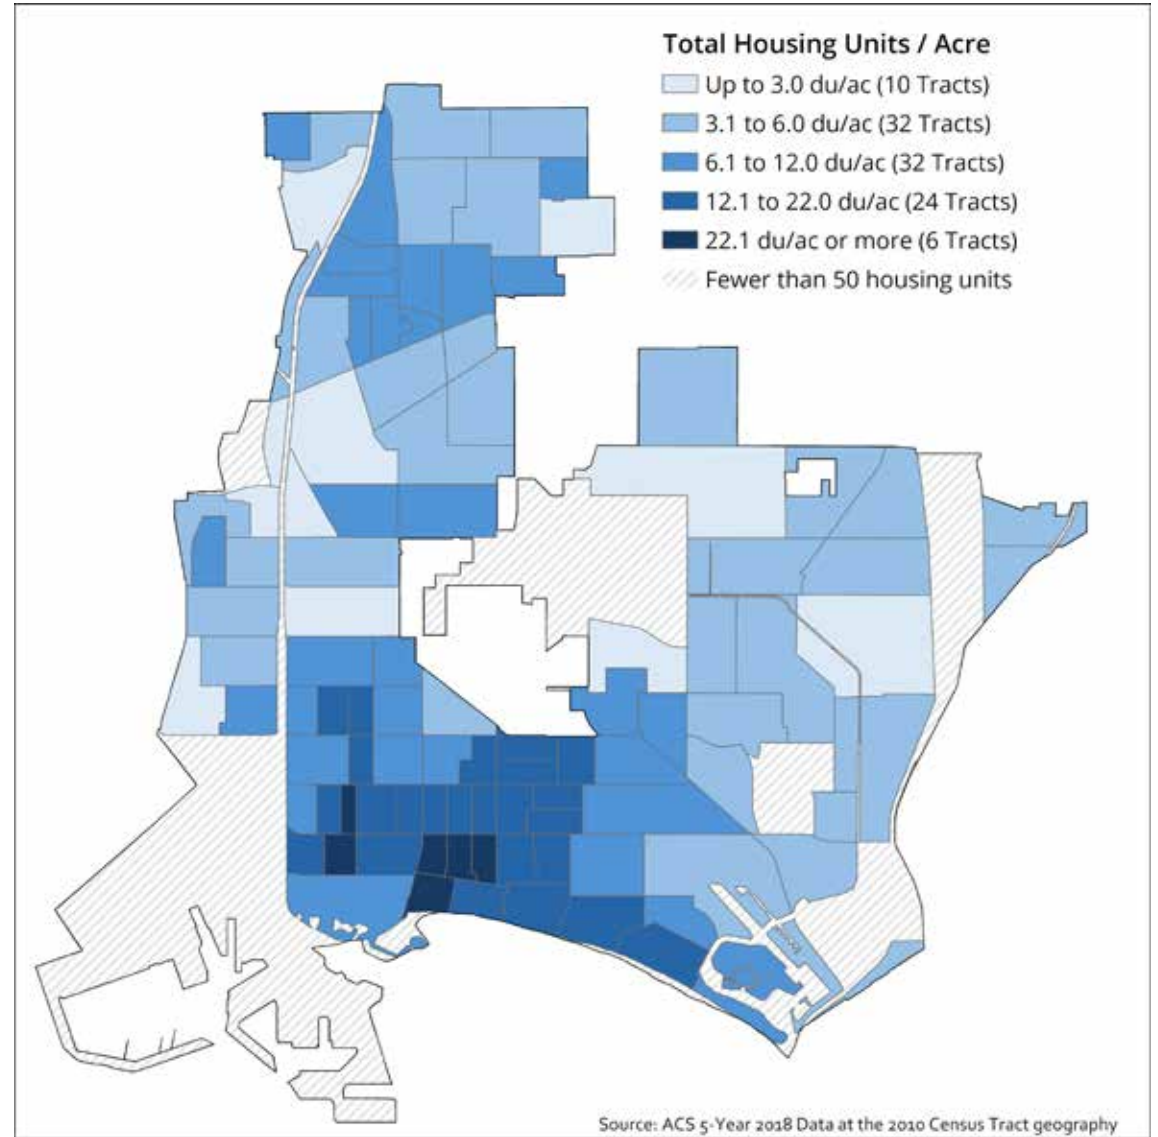 Total Housing Units / Acre
Up to 3.0 du/ac (10 Tracts)
3.1 to 6.0 du/ac (32 Tracts)
6.1 to 12.0 du/ac (32 Tracts)
12.1 to 22.0 du/ac (24 Tracts)
22.1 du/ac or more (6 Tracts)
Fewer than 50 housing units
Source: ACS 5-Year 2018 Data at the 2010 Census Tract geography